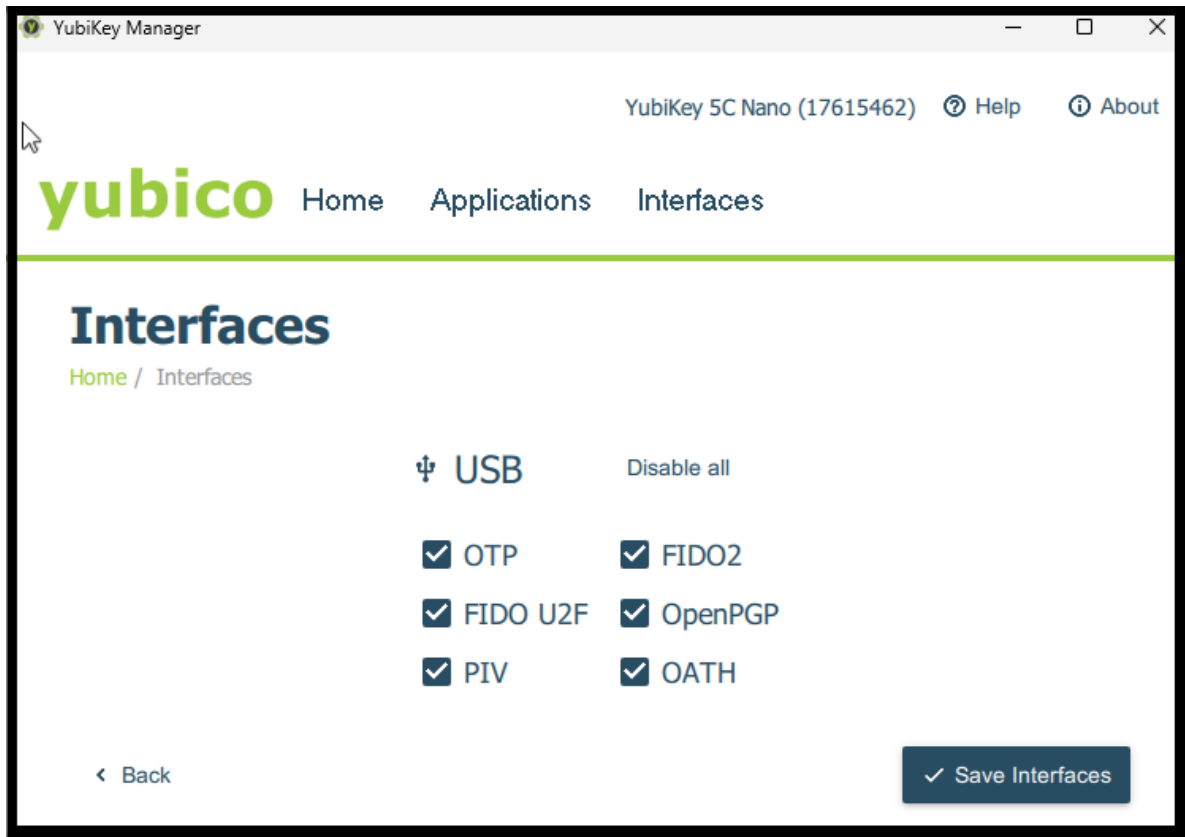 YubiKey Manager
YubiKey 5C Nano (17615462) Help About
yubico Home Applications Interfaces
Interfaces
Home / Interfaces
USB Disable all
OTP FIDO2
FIDO U2F OpenPGP
PIV OATH
Back Save Interfaces